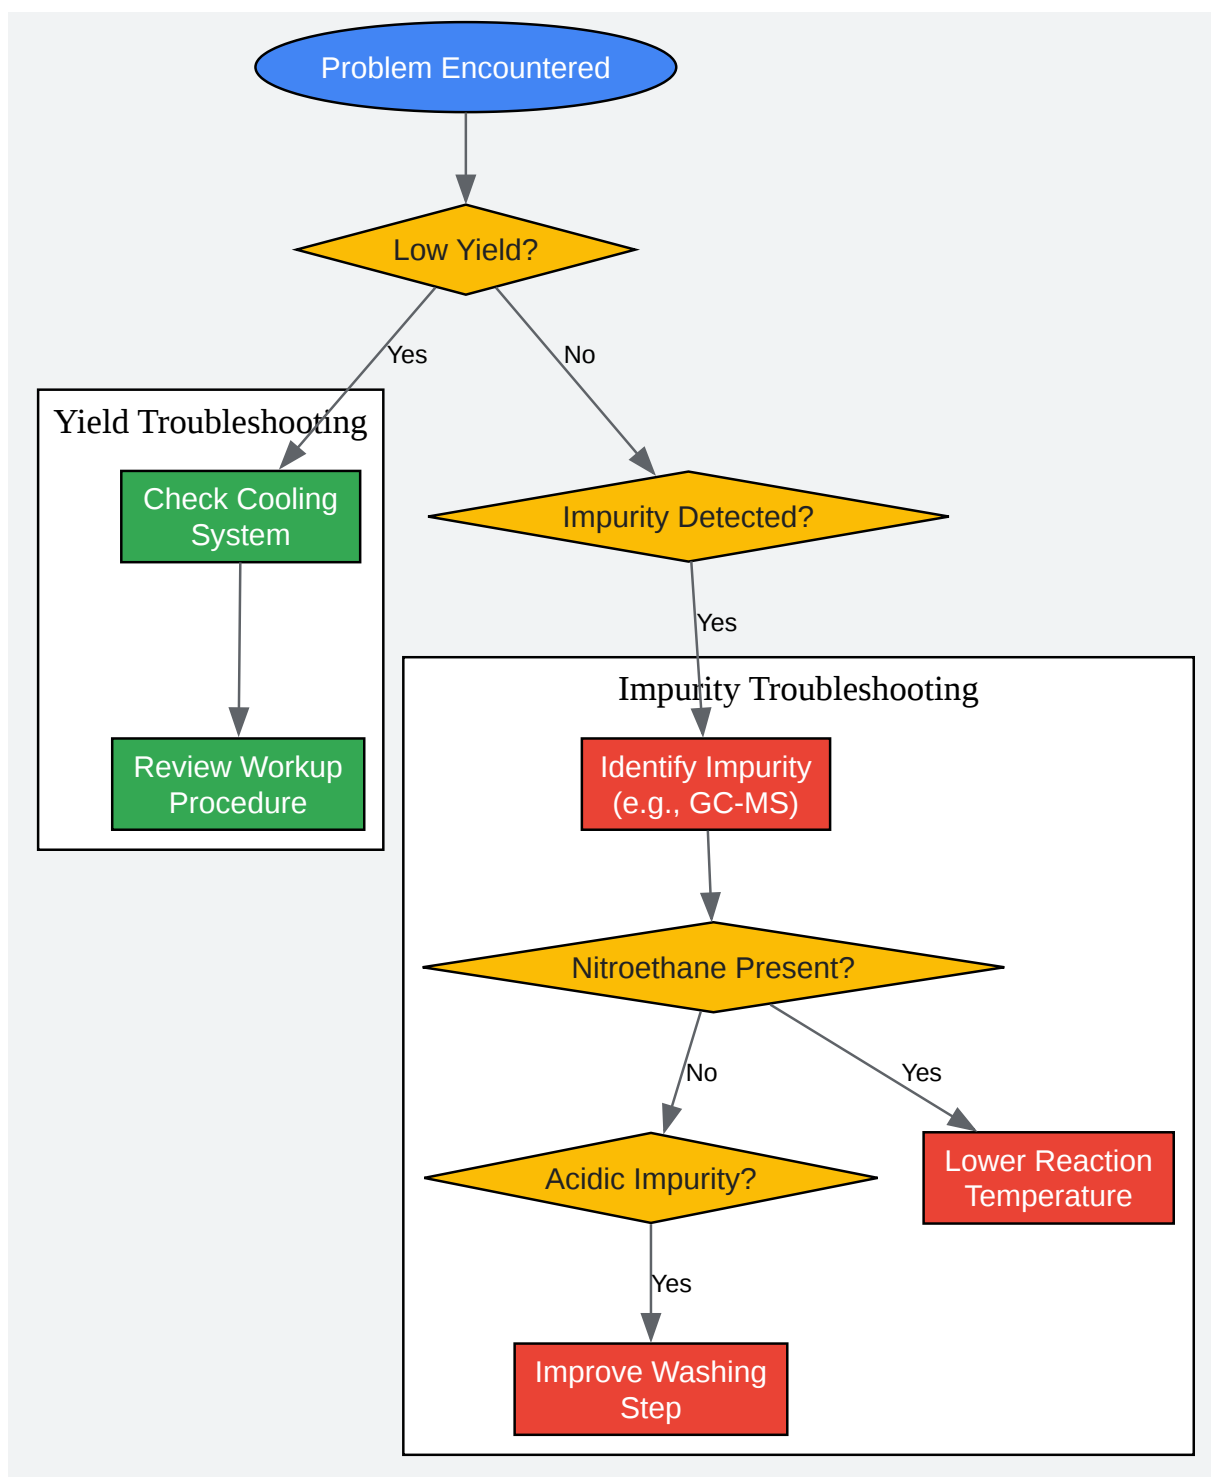 Problem Encountered
Low Yield?
Yes
No
Yield Troubleshooting
Check Cooling
System
Impurity Detected?
Yes
Impurity Troubleshooting
Review Workup
Procedure
Identify Impurity
(e.g., GC-MS)
Nitroethane Present?
No
Yes
Acidic Impurity?
Lower Reaction
Temperature
Yes
Improve Washing
Step